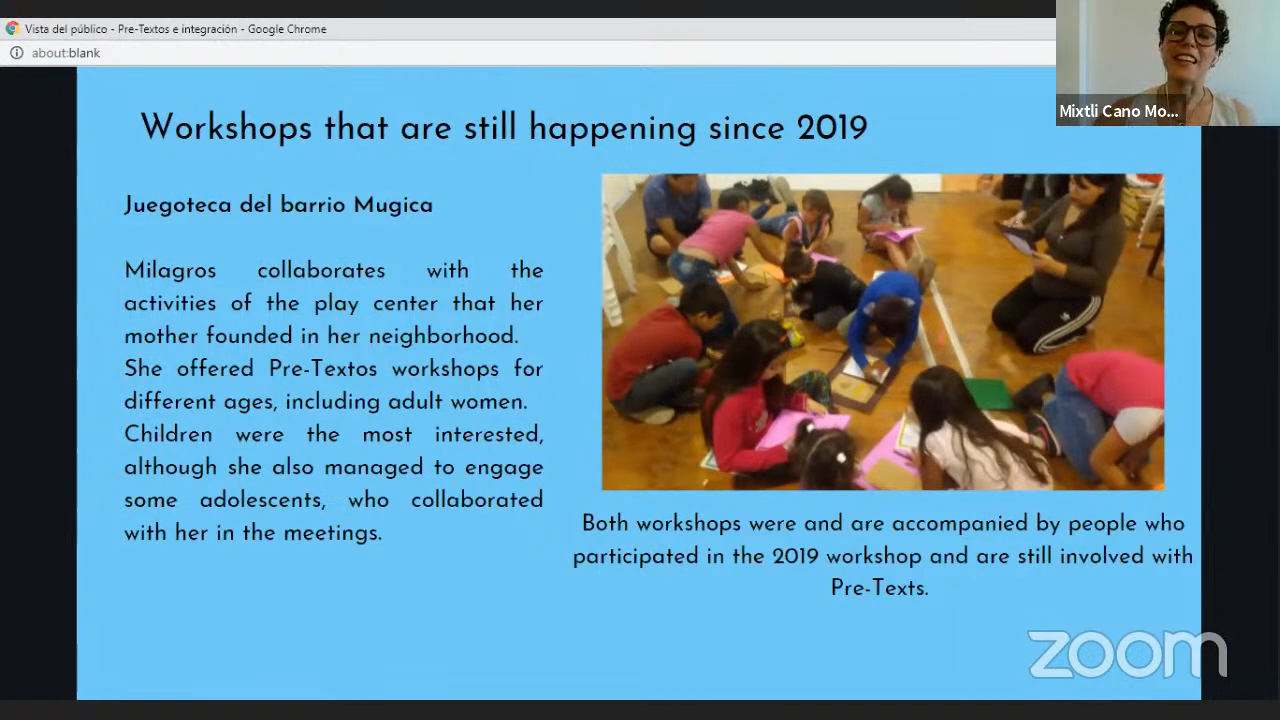 Vista del público - Pre-Textos e integración - Google Chrome
about:blank
Mixtli Cano Mo...
Workshops that are still happening since 2019
Juegoteca del barrio Mugica
Milagros collaborates with the
activities of the play center that her
mother founded in her neighborhood.
She offered Pre-Textos workshops for
different ages, including adult women.
Children were the most interested,
although she also managed to engage
some adolescents, who collaborated
with her in the meetings.
Both workshops were and are accompanied by people who
participated in the 2019 workshop and are still involved with
Pre-Texts.
zoom